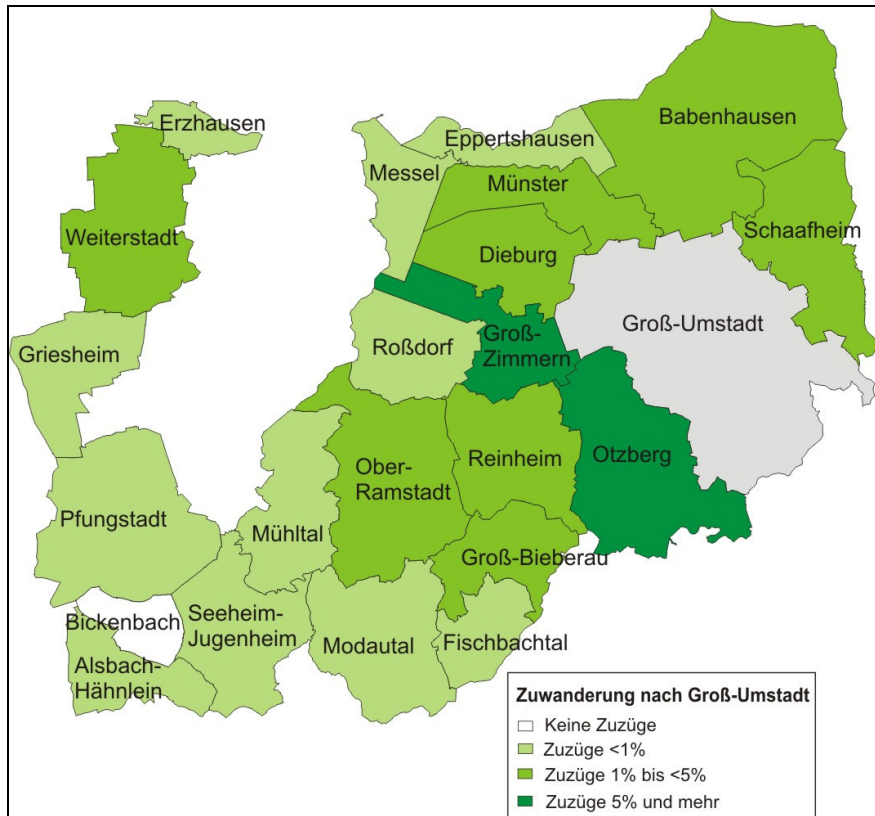 Erzhausen
Babenhausen
Eppertshausen
Messel
Münster
Weiterstadt
Schaafheim
Dieburg
Groß-Umstadt
Griesheim
Roßdorf
Groß-
Zimmern
Ober-
Ramstadt
Reinheim
Otzberg
Pfungstadt
Mühltal
Groß-Bieberau
Bickenbach
Seeheim-
Jugenheim
Modautal
Fischbachtal
Alsbach-
Hähnlein
Zuwanderung nach Groß-Umstadt
Keine Zuzüge
Zuzüge <1%
Zuzüge 1% bis <5%
Zuzüge 5% und mehr